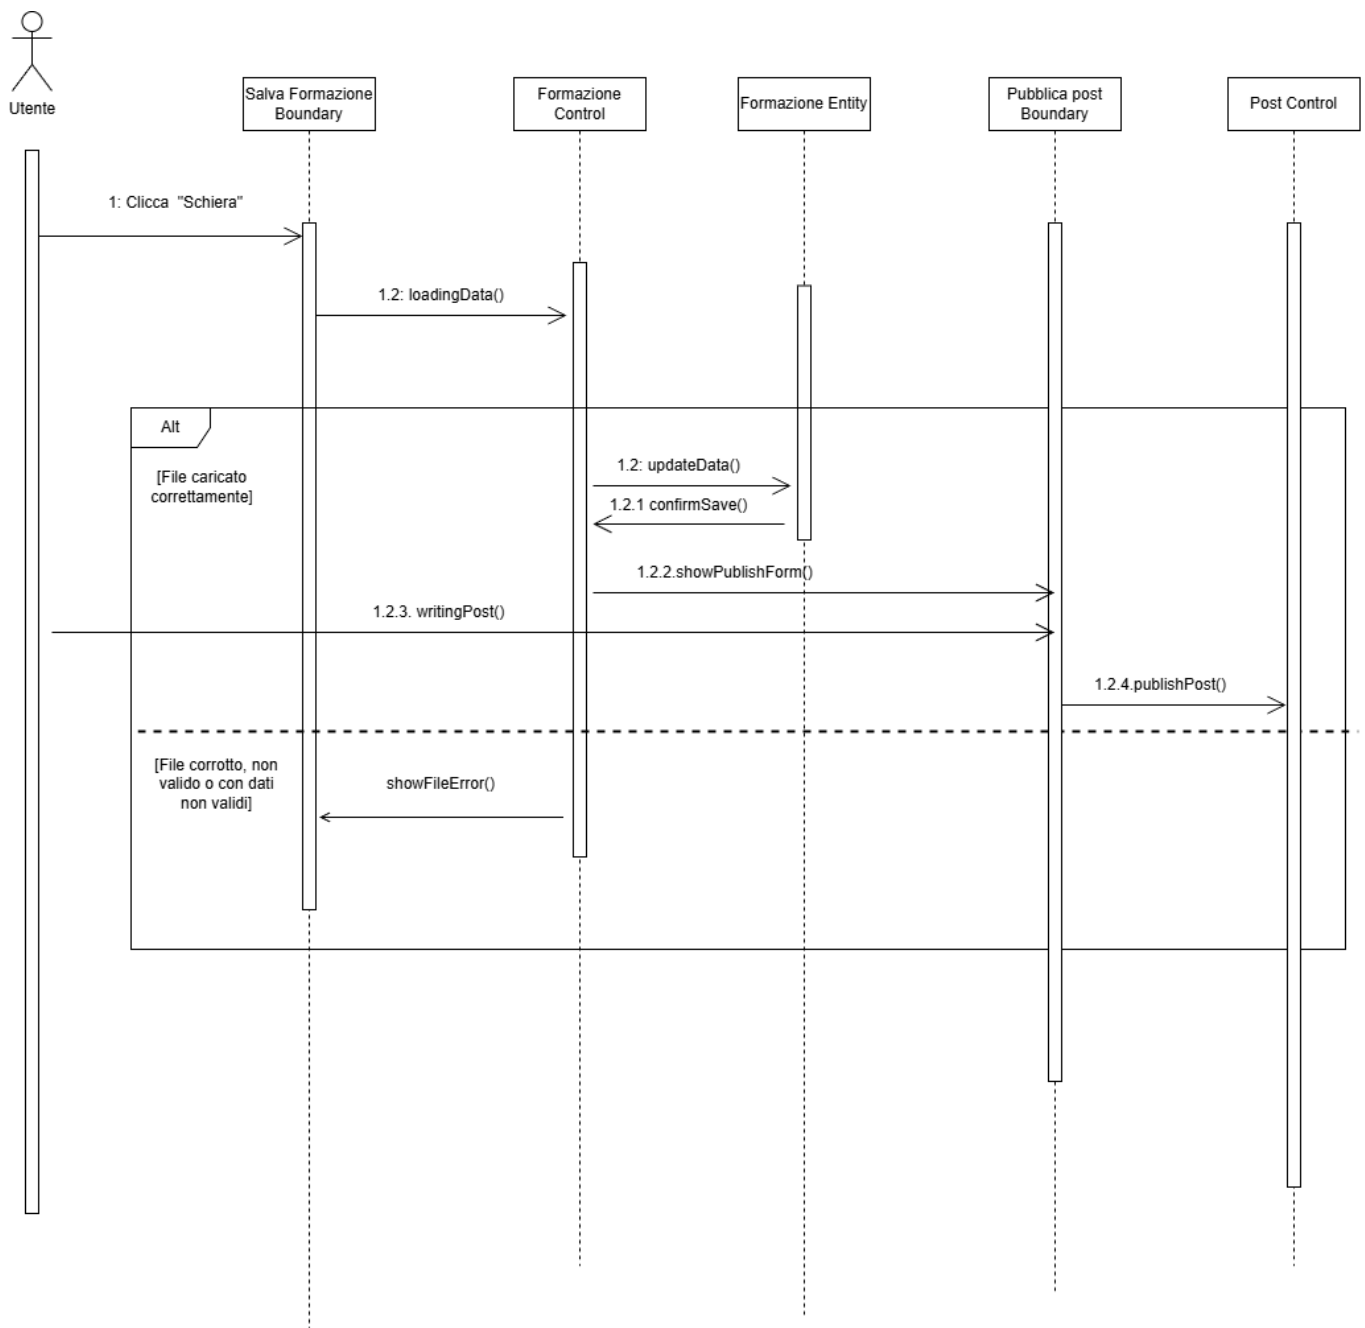 Utente
Salva Formazione
Boundary
Formazione
Control
Formazione Entity
Pubblica post
Boundary
Post Control
1: Clicca "Schiera"
1.2: loadingData()
Alt
[File caricato
correttamente]
1.2: updateData()
1.2.1 confirmSave()
1.2.2.showPublishForm()
1.2.3. writingPost()
1.2.4.publishPost()
[File corrotto, non
valido o con dati
non validi]
showFileError()